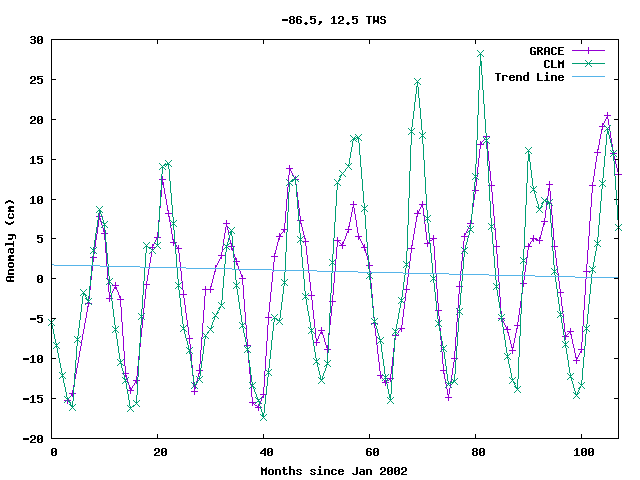 -86.5, 12.5 TWS
GRACE
CLM
Trend Line
Anomaly (cm)
30
25
20
15
10
5
0
-5
-10
-15
-20
0 20 40 60 80 100
Months since Jan 2002